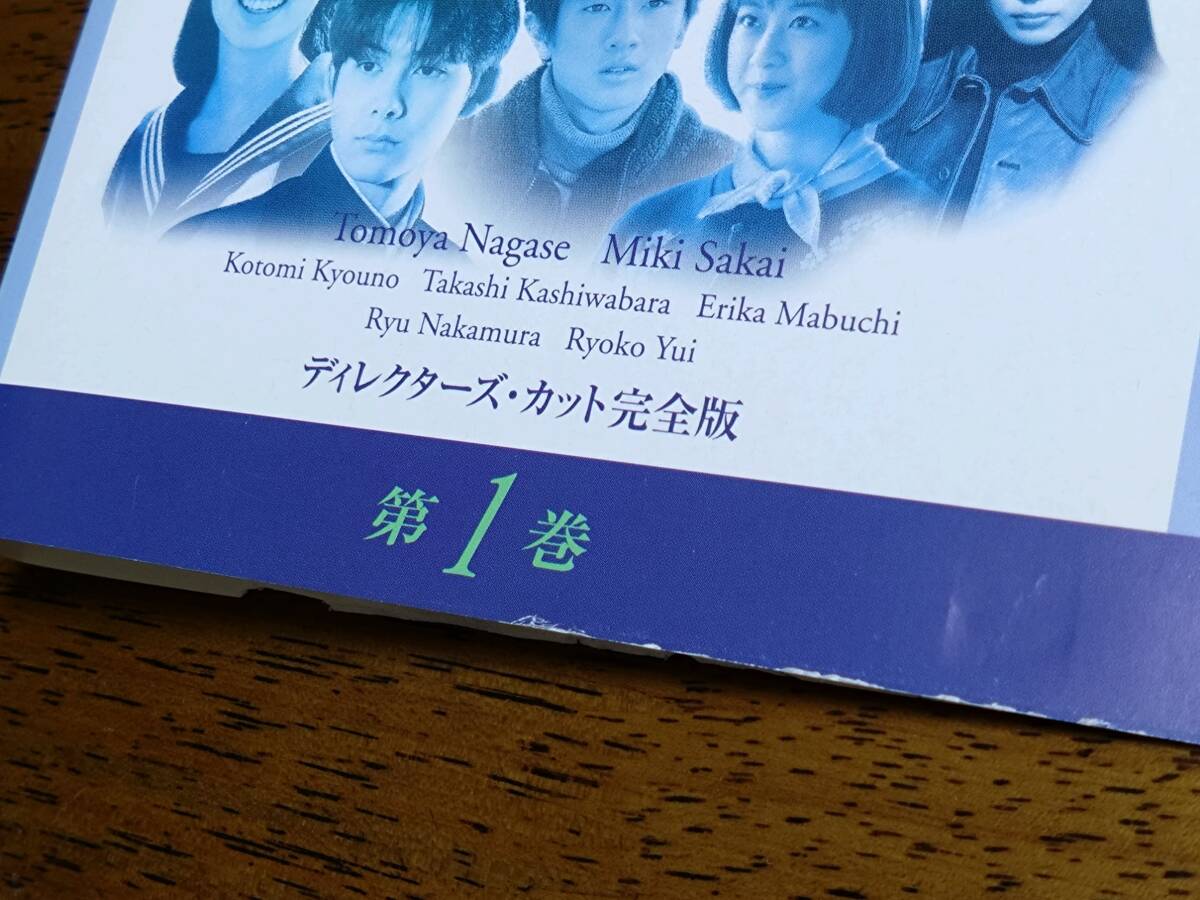 Tomoya Nagase Miki Sakai
Kotomi Kyouno Takashi Kashiwabara Erika Mabuchi
Ryu Nakamura Ryoko Yui
ディレクターズ・カット完全版
第1巻